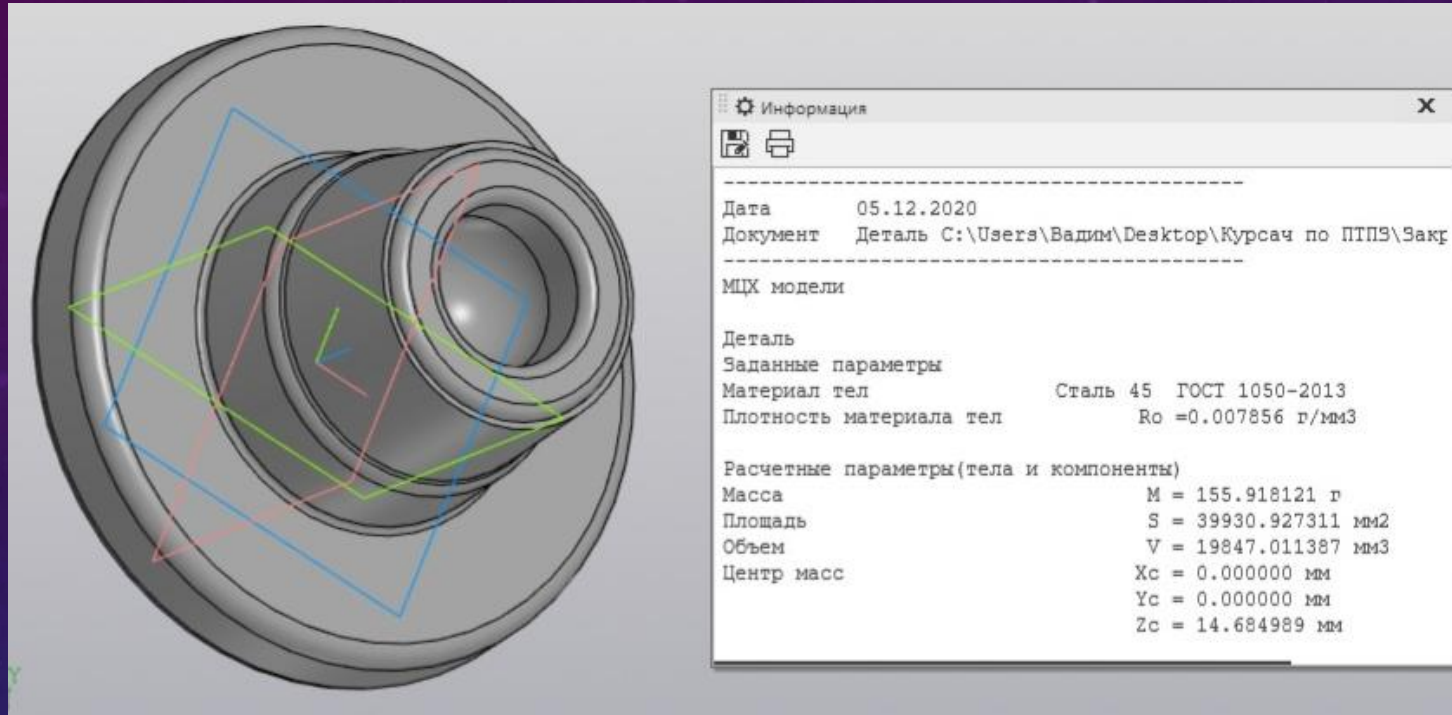 Информация
X
-------------------------------------------
Дата 05.12.2020
Документ Деталь C:\Users\Вадим\Desktop\Курсач по ПТПЗ\Закр
-------------------------------------------
МЦХ модели
Деталь
Заданные параметры
Материал тел Сталь 45 ГОСТ 1050-2013
Плотность материала тел Ro =0.007856 г/мм3
Расчетные параметры(тела и компоненты)
Масса M = 155.918121 г
Площадь S = 39930.927311 мм2
Объем V = 19847.011387 мм3
Центр масс Xc = 0.000000 мм
Yc = 0.000000 мм
Zc = 14.684989 мм
Y